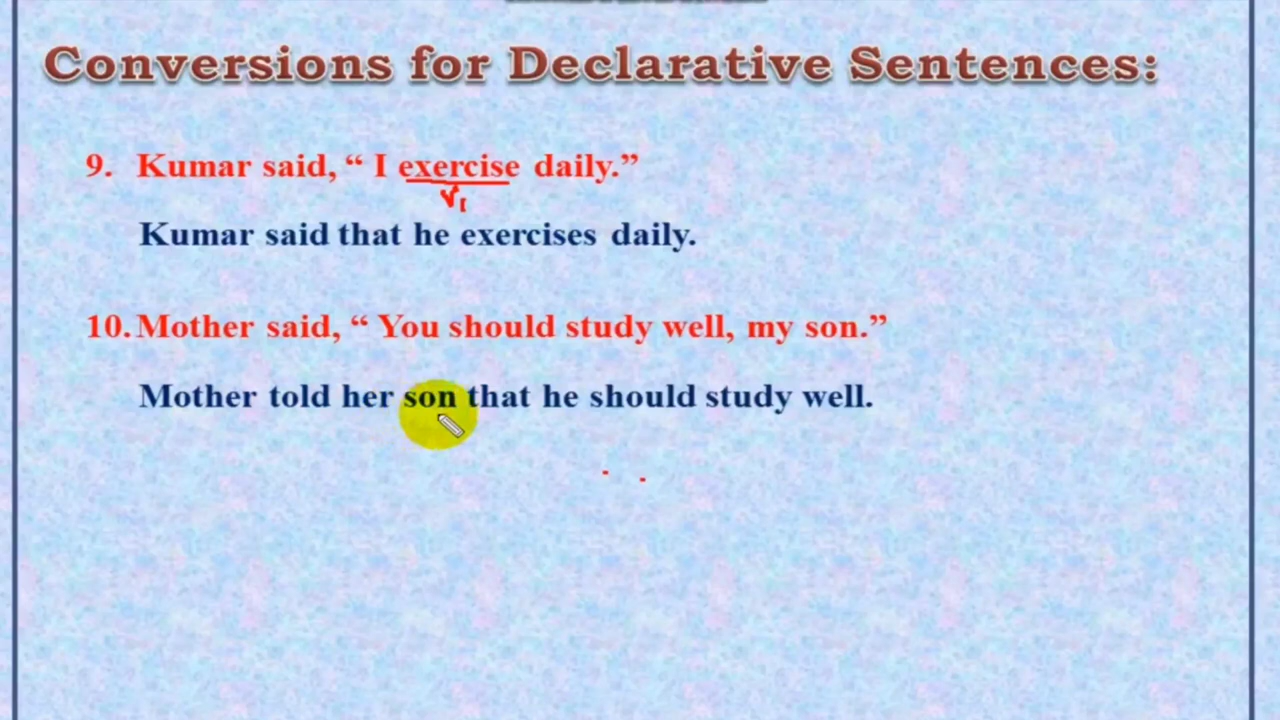 Conversions for Declarative Sentences:
9. Kumar said, “ I exercise daily.”
V1
Kumar said that he exercises daily.
10. Mother said, “ You should study well, my son.”
Mother told her son that he should study well.